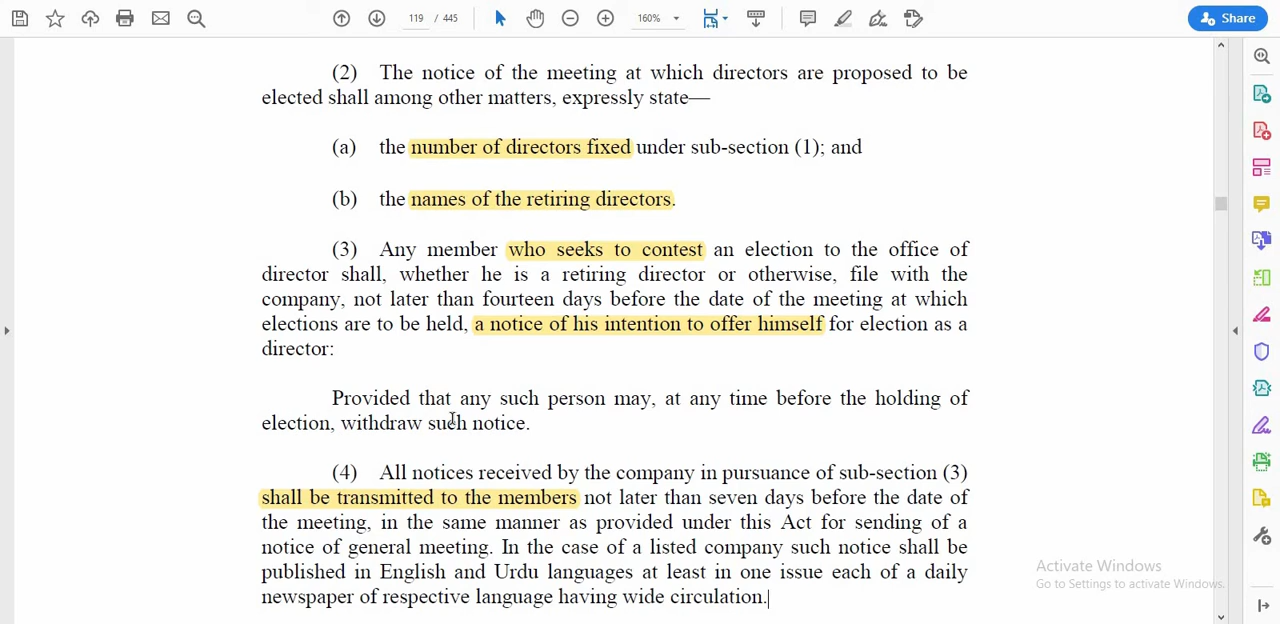 119 / 445
160%
Share
(2) The notice of the meeting at which directors are proposed to be
elected shall among other matters, expressly state—
(a) the number of directors fixed under sub-section (1); and
(b) the names of the retiring directors.
(3) Any member who seeks to contest an election to the office of
director shall, whether he is a retiring director or otherwise, file with the
company, not later than fourteen days before the date of the meeting at which
elections are to be held, a notice of his intention to offer himself for election as a
director:
Provided that any such person may, at any time before the holding of
election, withdraw such notice.
(4) All notices received by the company in pursuance of sub-section (3)
shall be transmitted to the members not later than seven days before the date of
the meeting, in the same manner as provided under this Act for sending of a
notice of general meeting. In the case of a listed company such notice shall be
published in English and Urdu languages at least in one issue each of a daily
newspaper of respective language having wide circulation.
Activate Windows
Go to Settings to activate Windows.